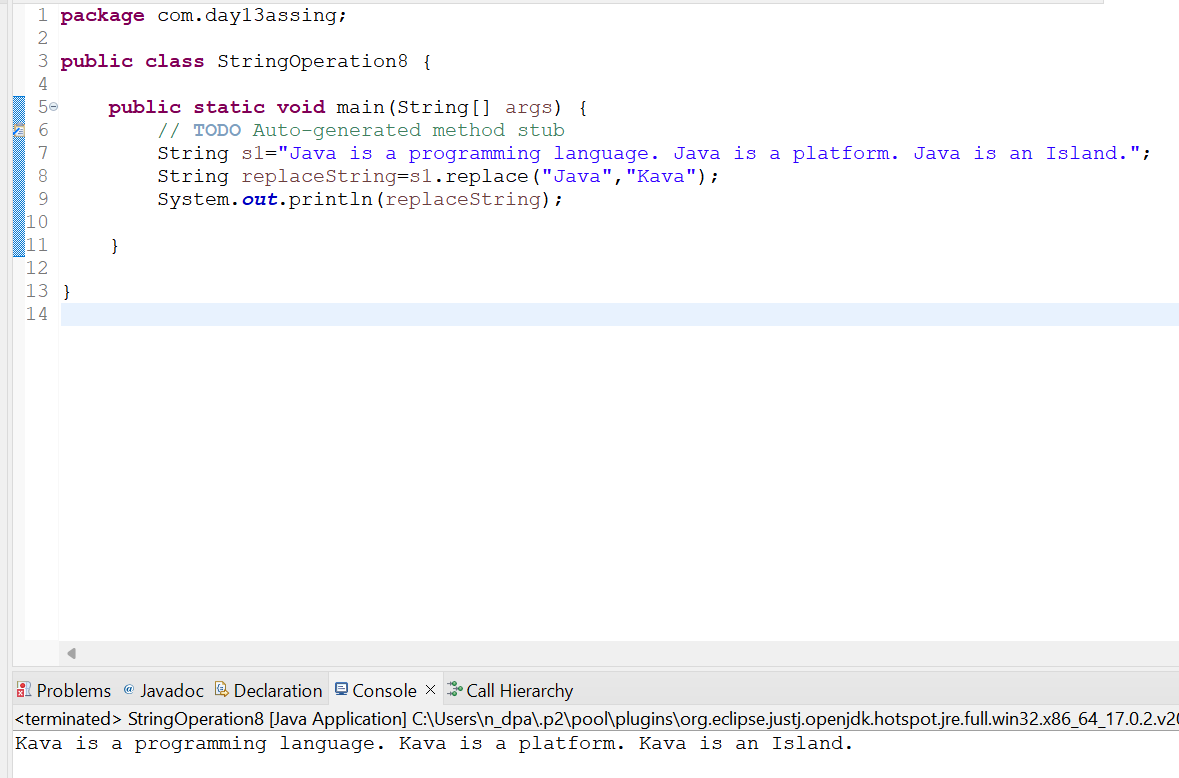 1 package com.day13assing;
2
3 public class StringOperation8 {
4
5 public static void main(String[] args) {
6 // TODO Auto-generated method stub
7 String s1="Java is a programming language. Java is a platform. Java is an Island.";
8 String replaceString=s1.replace("Java","Kava");
9 System.out.println(replaceString);
10
11 }
12
13 }
14
Problems @ Javadoc Declaration Console × Call Hierarchy
<terminated> StringOperation8 [Java Application] C:\Users\n_dpa\.p2\pool\plugins\org.eclipse.justj.openjdk.hotspot.jre.full.win32.x86_64_17.0.2.v20
Kava is a programming language. Kava is a platform. Kava is an Island.